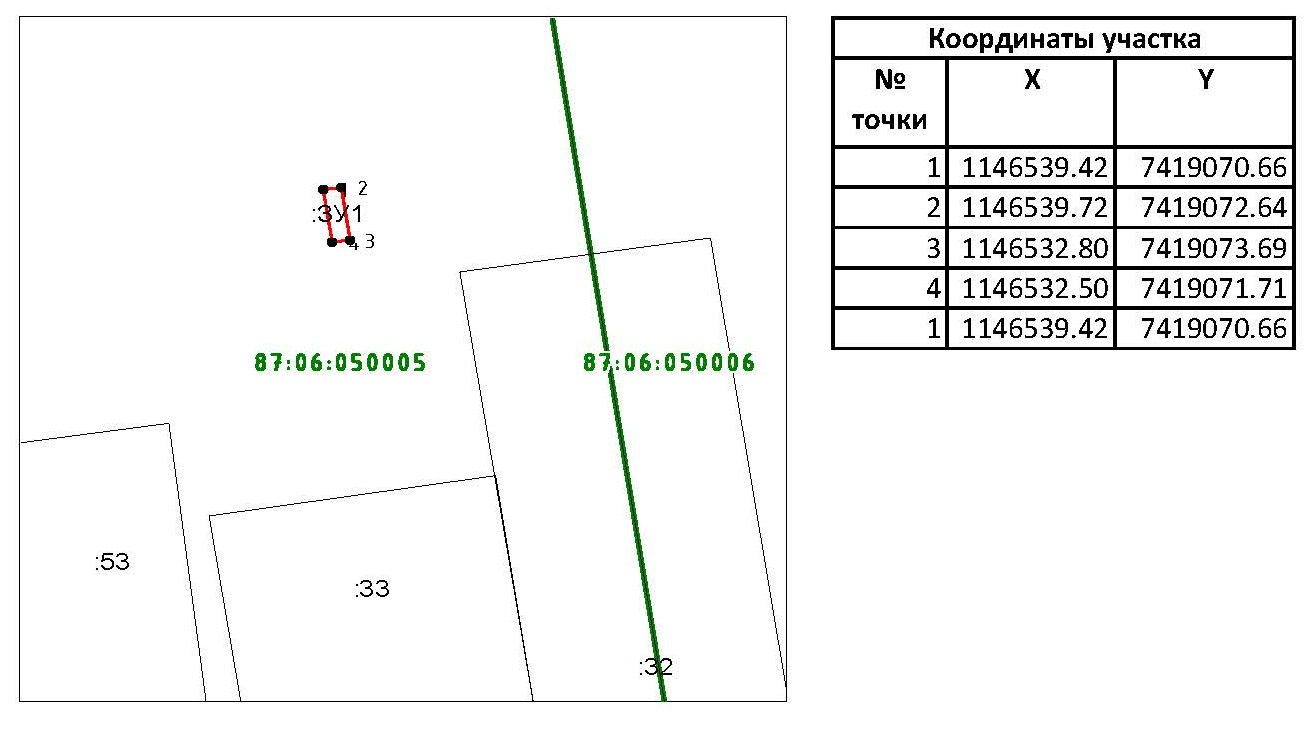 2
:ЗУ1
4 3
87:06:050005
87:06:050006
:53
:33
:32
Координаты участка
№ точки X Y
1 1146539.42 7419070.66
2 1146539.72 7419072.64
3 1146532.80 7419073.69
4 1146532.50 7419071.71
1 1146539.42 7419070.66